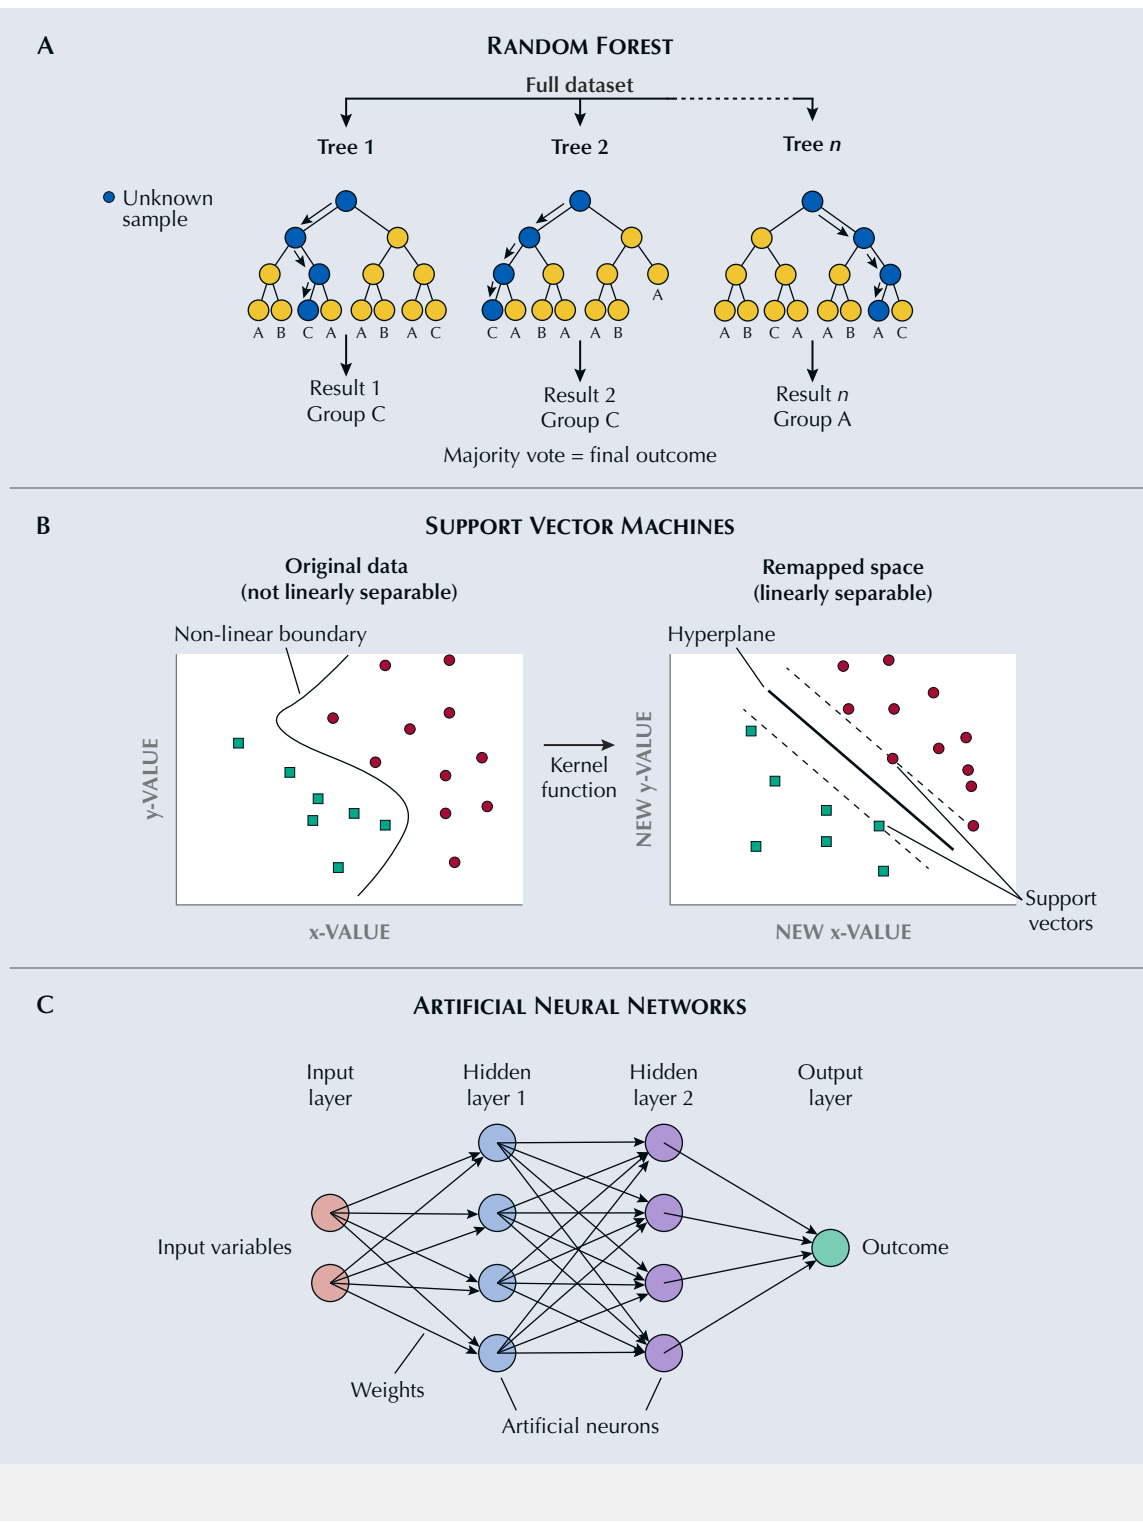 A
RANDOM FOREST
Full dataset
Tree 1
Tree 2
Tree n
Unknown
sample
A B C A A B A C
C A B A A B
A
A B C A A B A C
Result 1
Group C
Result 2
Group C
Result n
Group A
Majority vote = final outcome
B
SUPPORT VECTOR MACHINES
Original data
(not linearly separable)
Remapped space
(linearly separable)
Non-linear boundary
Hyperplane
y-VALUE
Kernel
function
NEW y-VALUE
Support
vectors
x-VALUE
NEW x-VALUE
C
ARTIFICIAL NEURAL NETWORKS
Input
layer
Hidden
layer 1
Hidden
layer 2
Output
layer
Input variables
Outcome
Weights
Artificial neurons